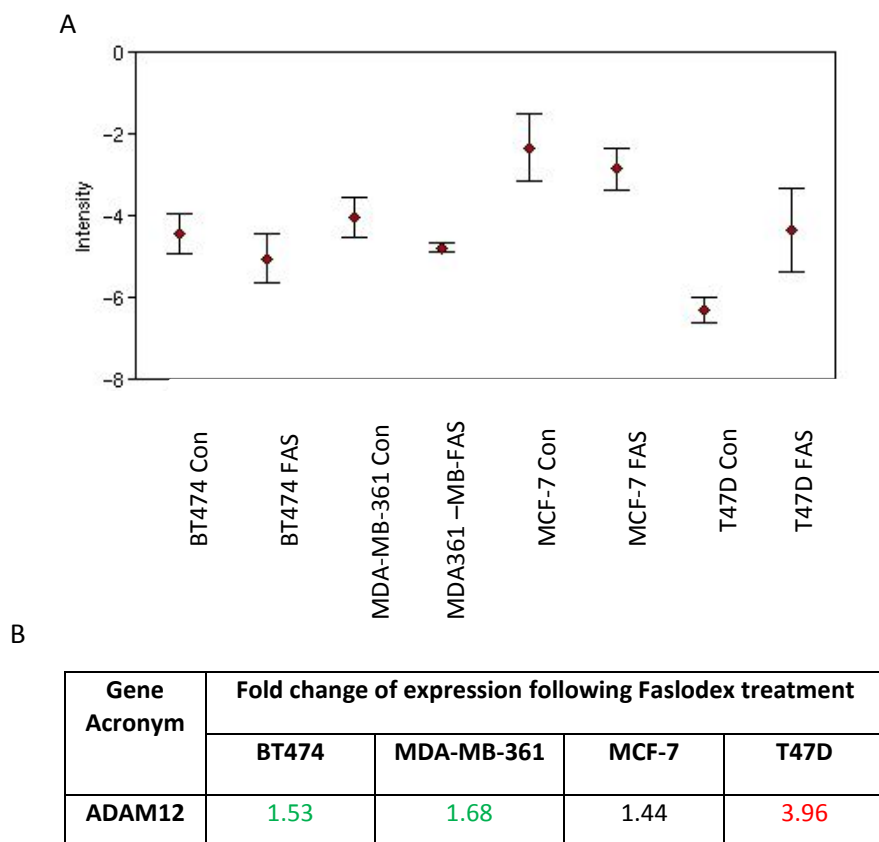 A
0
−2
−4
−6
−8
Intensity
BT474 Con
BT474 FAS
MDA-MB-361 Con
MDA361 –MB-FAS
MCF-7 Con
MCF-7 FAS
T47D Con
T47D FAS
B
Gene Acronym
Fold change of expression following Faslodex treatment
BT474 MDA-MB-361 MCF-7 T47D
ADAM12 1.53 1.68 1.44 3.96